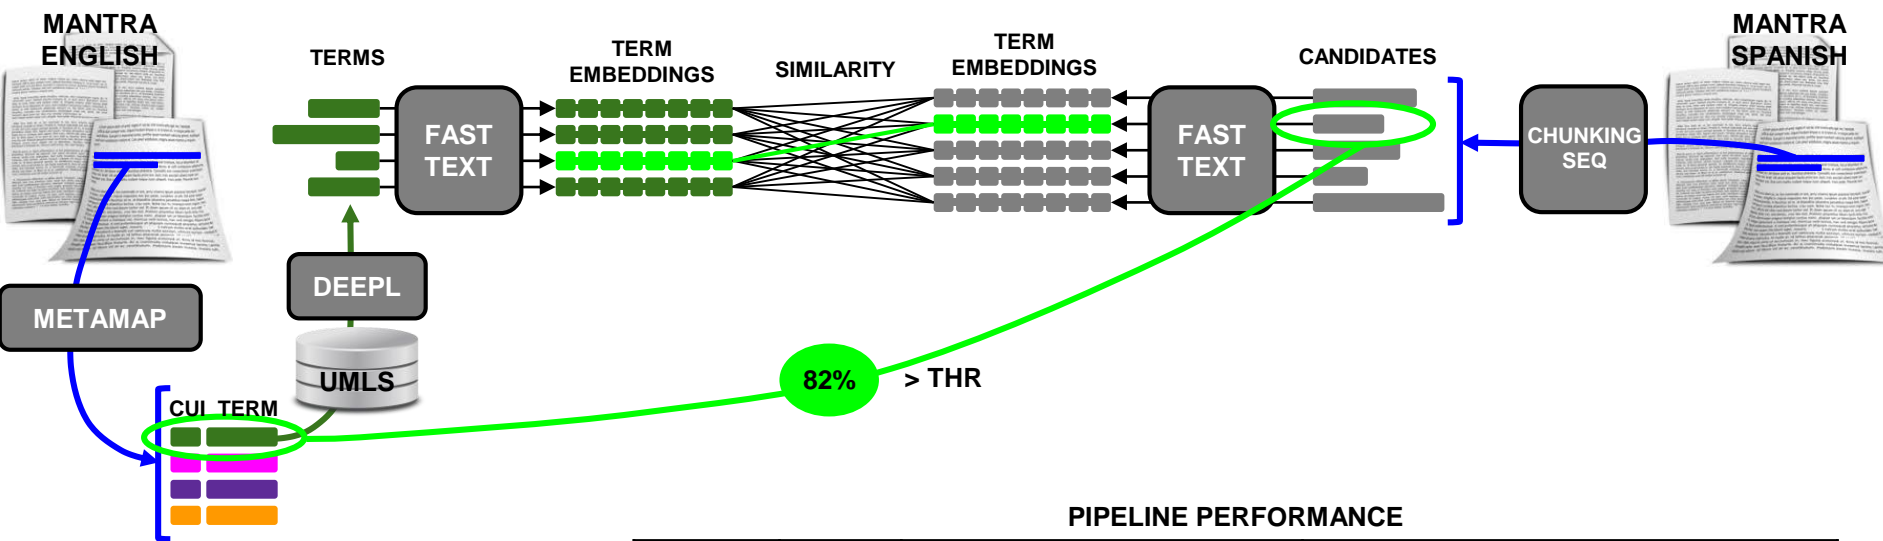 MANTRA
ENGLISH
TERMS
TERM
EMBEDDINGS
SIMILARITY
TERM
EMBEDDINGS
CANDIDATES
MANTRA
SPANISH
FAST
TEXT
FAST
TEXT
CHUNKING
SEQ
METAMAP
DEEPL
UMLS
CUI TERM
82%
> THR
PIPELINE PERFORMANCE